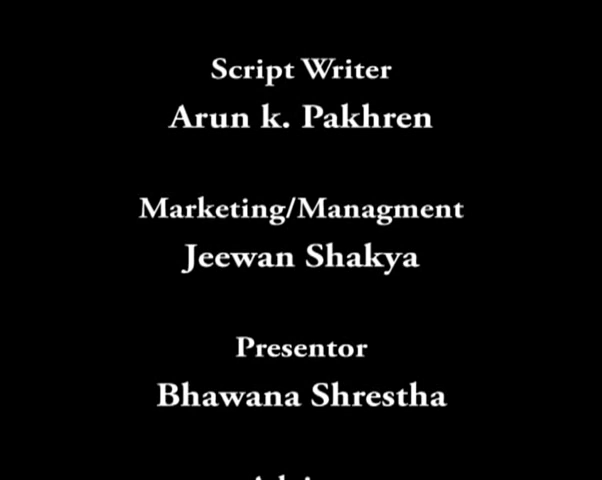 Script Writer
Arun k. Pakhren
Marketing/Managment
Jeewan Shakya
Presentor
Bhawana Shrestha